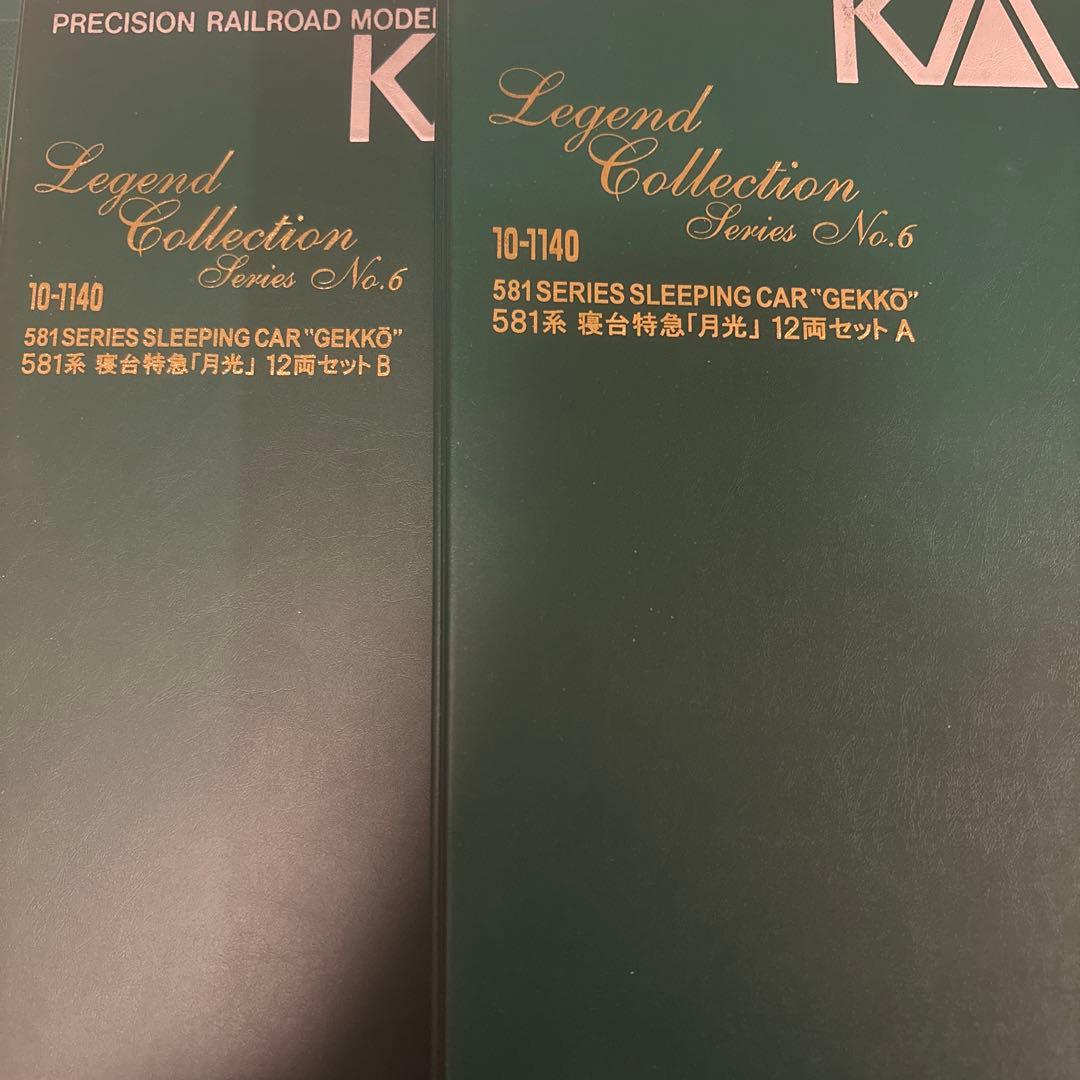 PRECISION RAILROAD MODEL
K
Legend
Collection
Series No.6
10-1140
581 SERIES SLEEPING CAR "GEKKŌ"
581系 寝台特急「月光」 12両セット B
KA
Legend
Collection
Series No.6
10-1140
581 SERIES SLEEPING CAR "GEKKŌ"
581系 寝台特急「月光」 12両セット A